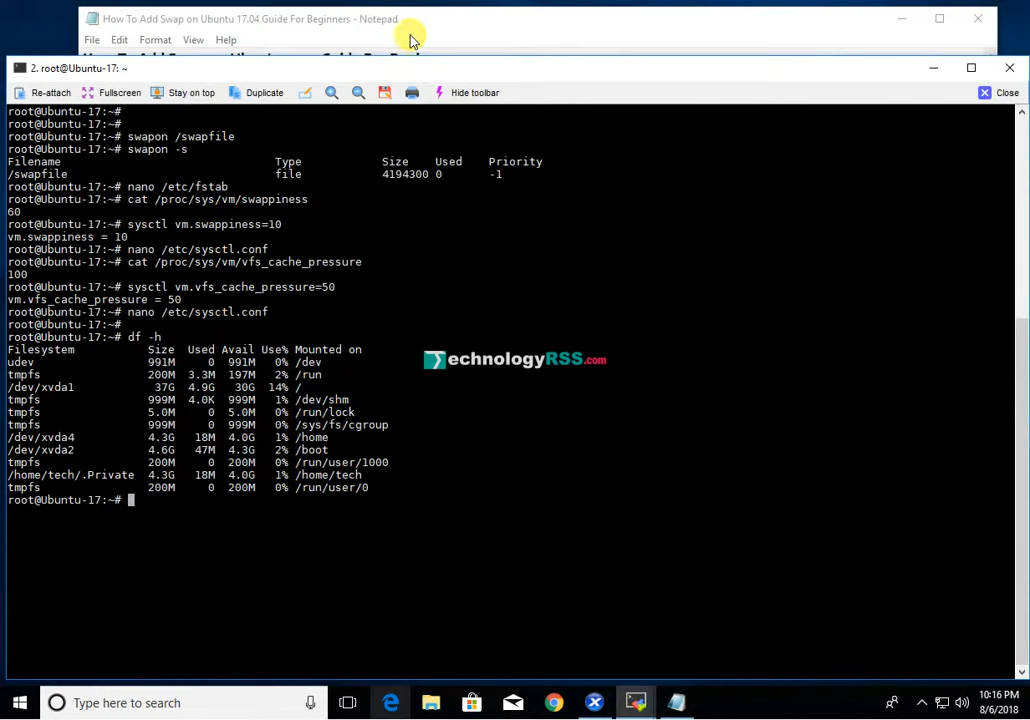 How To Add Swap on Ubuntu 17.04 Guide For Beginners - Notepad
File Edit Format View Help
2. root@Ubuntu-17: ~
Re-attach Fullscreen Stay on top Duplicate Hide toolbar Close
root@Ubuntu-17:~#
root@Ubuntu-17:~#
root@Ubuntu-17:~# swapon /swapfile
root@Ubuntu-17:~# swapon -s
Filename Type Size Used Priority
/swapfile file 4194300 0 -1
root@Ubuntu-17:~# nano /etc/fstab
root@Ubuntu-17:~# cat /proc/sys/vm/swappiness
60
root@Ubuntu-17:~# sysctl vm.swappiness=10
vm.swappiness = 10
root@Ubuntu-17:~# nano /etc/sysctl.conf
root@Ubuntu-17:~# cat /proc/sys/vm/vfs_cache_pressure
100
root@Ubuntu-17:~# sysctl vm.vfs_cache_pressure=50
vm.vfs_cache_pressure = 50
root@Ubuntu-17:~# nano /etc/sysctl.conf
root@Ubuntu-17:~#
root@Ubuntu-17:~# df -h
Filesystem Size Used Avail Use% Mounted on
udev 991M 0 991M 0% /dev
tmpfs 200M 3.3M 197M 2% /run
/dev/xvda1 37G 4.9G 30G 14% /
tmpfs 999M 4.0K 999M 1% /dev/shm
tmpfs 5.0M 0 5.0M 0% /run/lock
tmpfs 999M 0 999M 0% /sys/fs/cgroup
/dev/xvda4 4.3G 18M 4.0G 1% /home
/dev/xvda2 4.6G 47M 4.3G 2% /boot
tmpfs 200M 0 200M 0% /run/user/1000
/home/tech/.Private 4.3G 18M 4.0G 1% /home/tech
tmpfs 200M 0 200M 0% /run/user/0
root@Ubuntu-17:~#
TechnologyRSS.com
Type here to search
10:16 PM
8/6/2018